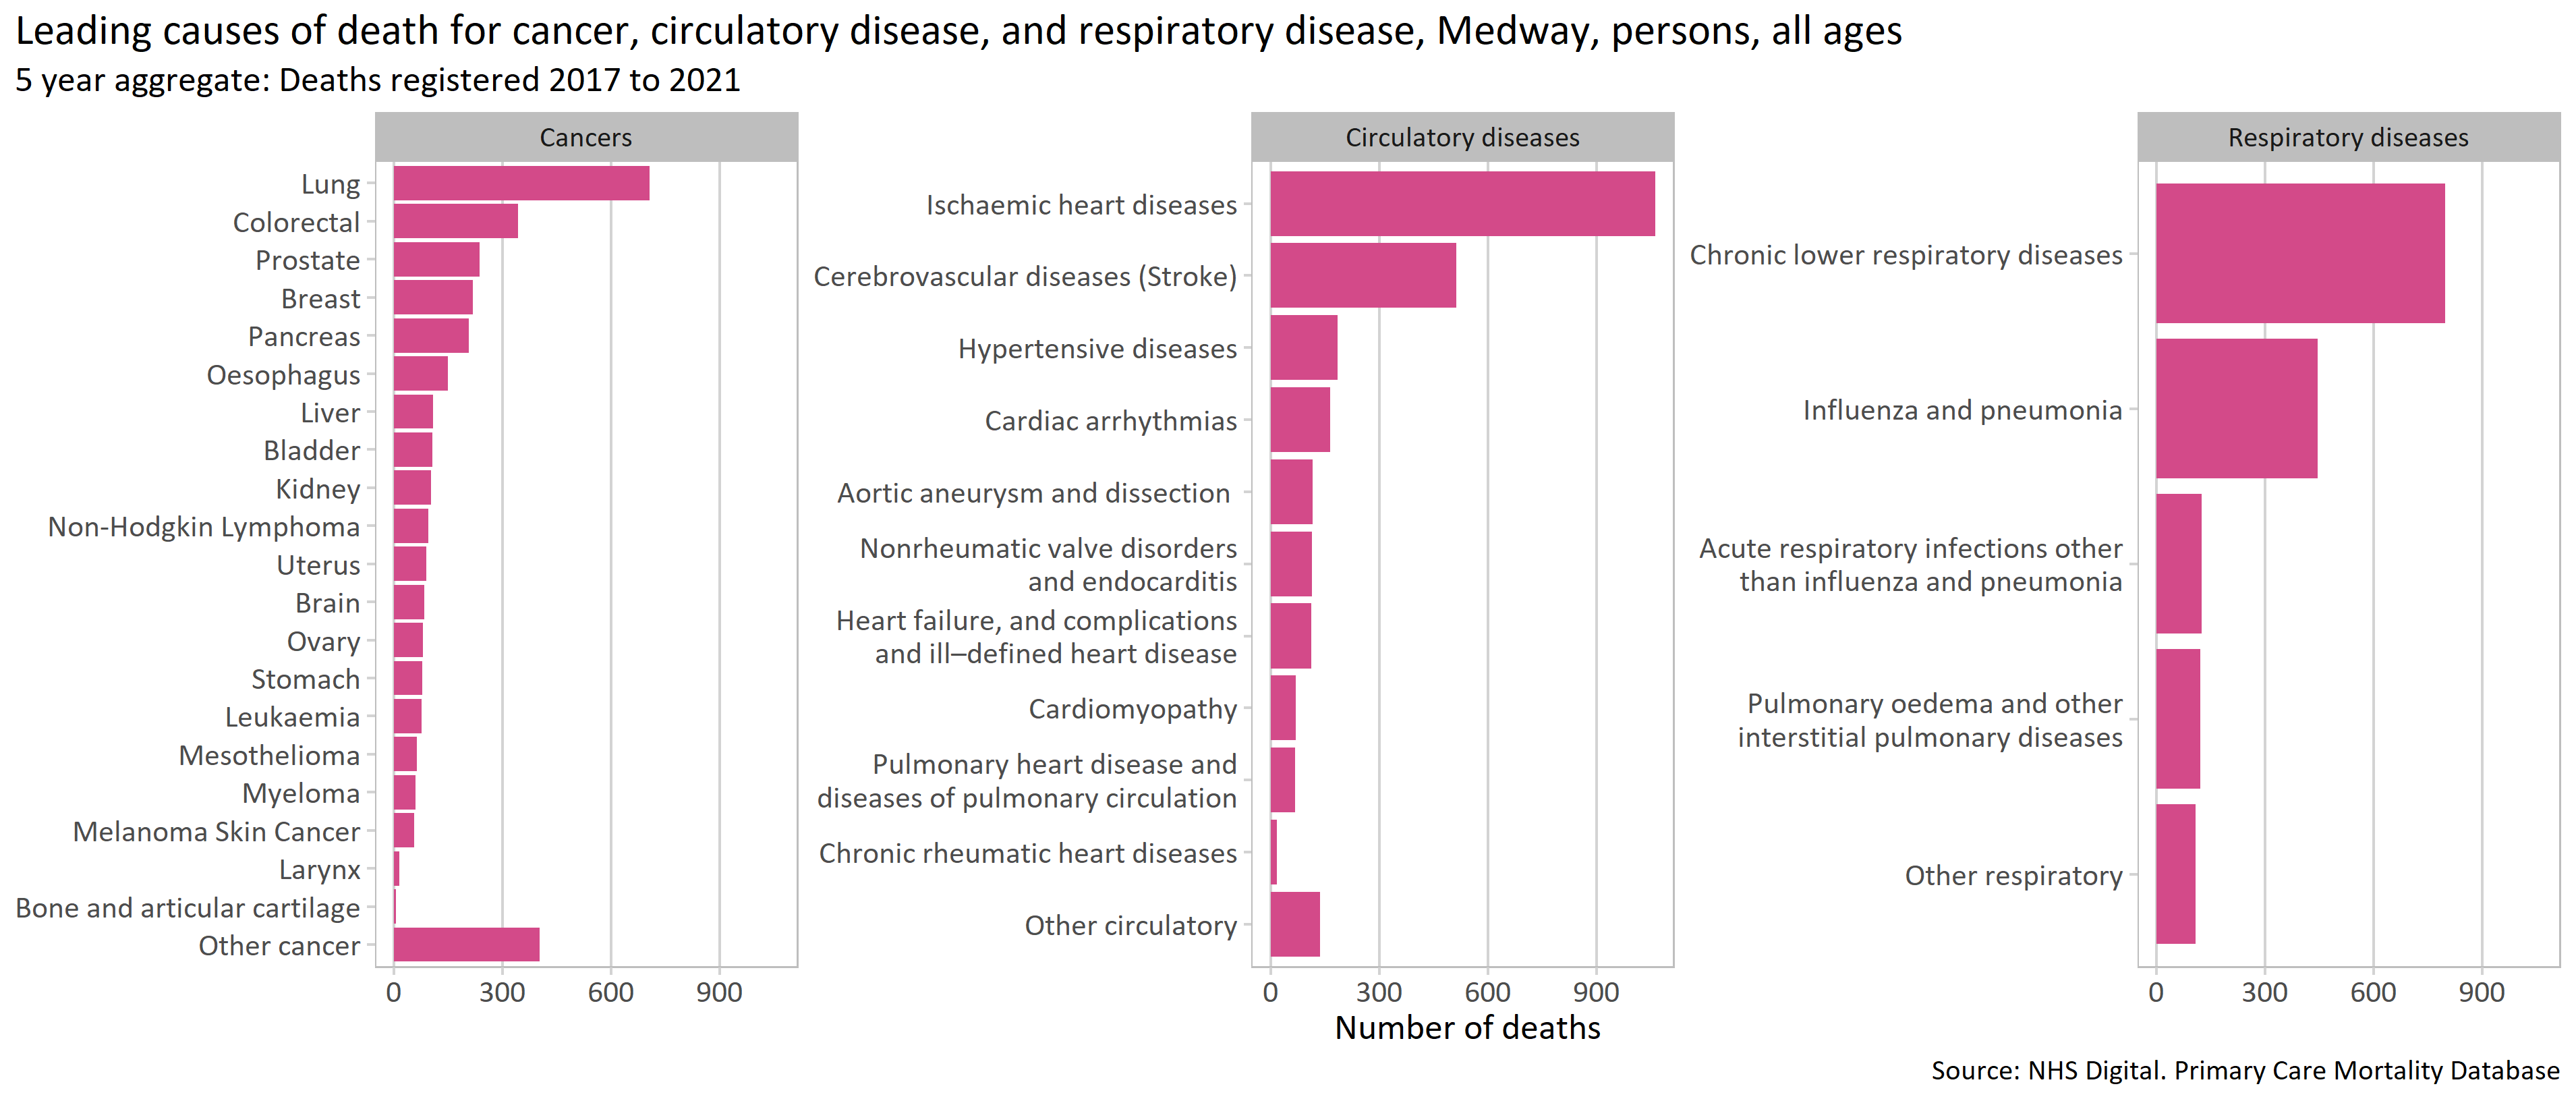 Leading causes of death for cancer, circulatory disease, and respiratory disease, Medway, persons, all ages
5 year aggregate: Deaths registered 2017 to 2021
Cancers
Lung
Colorectal
Prostate
Breast
Pancreas
Oesophagus
Liver
Bladder
Kidney
Non-Hodgkin Lymphoma
Uterus
Brain
Ovary
Stomach
Leukaemia
Mesothelioma
Myeloma
Melanoma Skin Cancer
Larynx
Bone and articular cartilage
Other cancer
0 300 600 900
Circulatory diseases
Ischaemic heart diseases
Cerebrovascular diseases (Stroke)
Hypertensive diseases
Cardiac arrhythmias
Aortic aneurysm and dissection
Nonrheumatic valve disorders
and endocarditis
Heart failure, and complications
and ill–defined heart disease
Cardiomyopathy
Pulmonary heart disease and
diseases of pulmonary circulation
Chronic rheumatic heart diseases
Other circulatory
0 300 600 900
Respiratory diseases
Chronic lower respiratory diseases
Influenza and pneumonia
Acute respiratory infections other
than influenza and pneumonia
Pulmonary oedema and other
interstitial pulmonary diseases
Other respiratory
0 300 600 900
Number of deaths
Source: NHS Digital. Primary Care Mortality Database